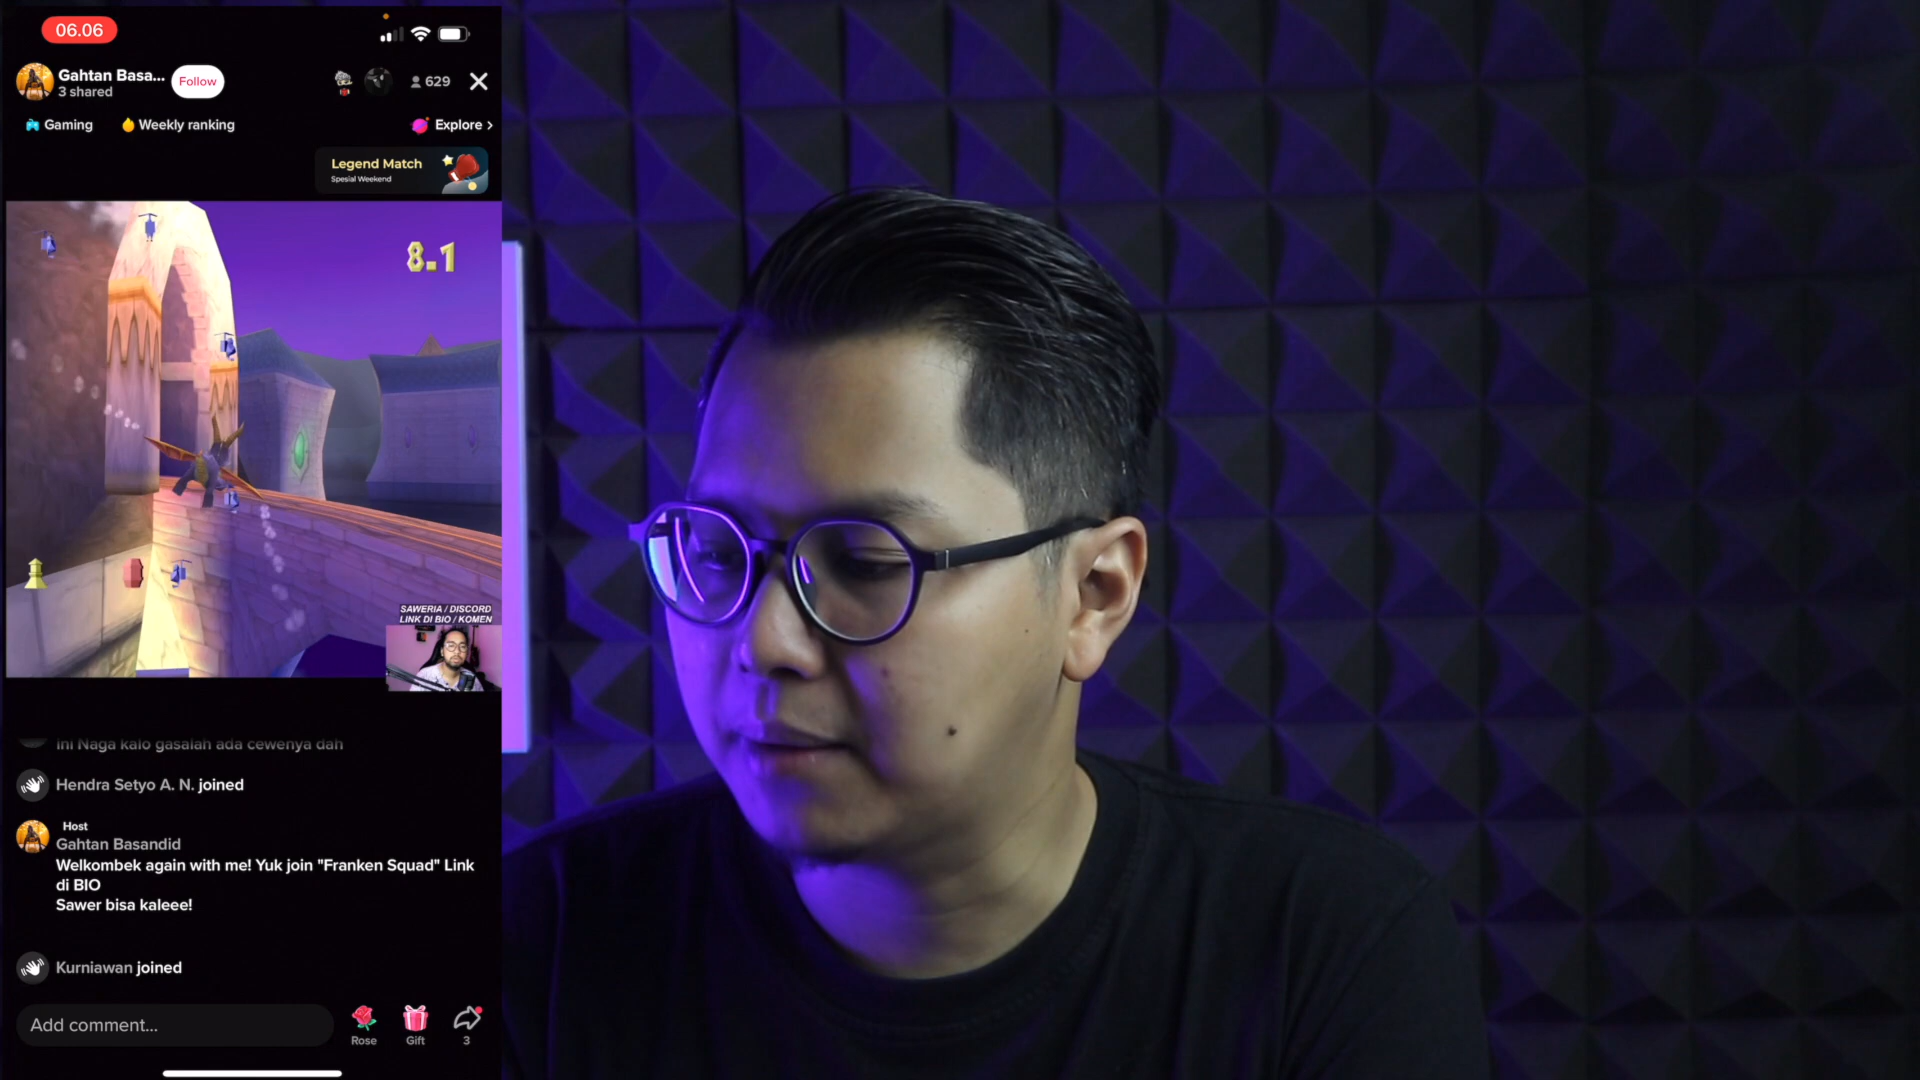 06.06
Gahtan Basa... Follow
3 shared
629
Gaming Weekly ranking Explore >
Legend Match
Spesial Weekend
8.1
SAWERIA / DISCORD
LINK DI BIO / KOMEN
ini Naga kalo gasalah ada cewenya dah
Hendra Setyo A. N. joined
Host
Gahtan Basandid
Welkombek again with me! Yuk join "Franken Squad" Link
di BIO
Sawer bisa kaleee!
Kurniawan joined
Add comment...
Rose Gift 3